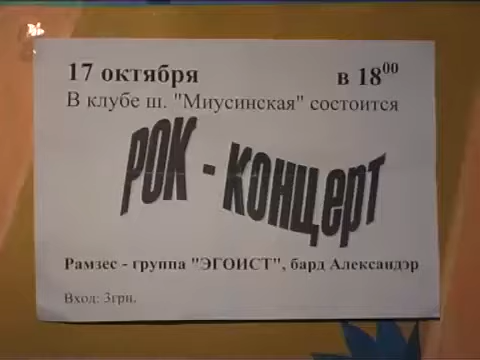 17 октября в 18⁰⁰
В клубе ш. "Миусинская" состоится
РОК - концерт
Рамзес - группа "ЭГОИСТ", бард Александэр
Вход: 3грн.